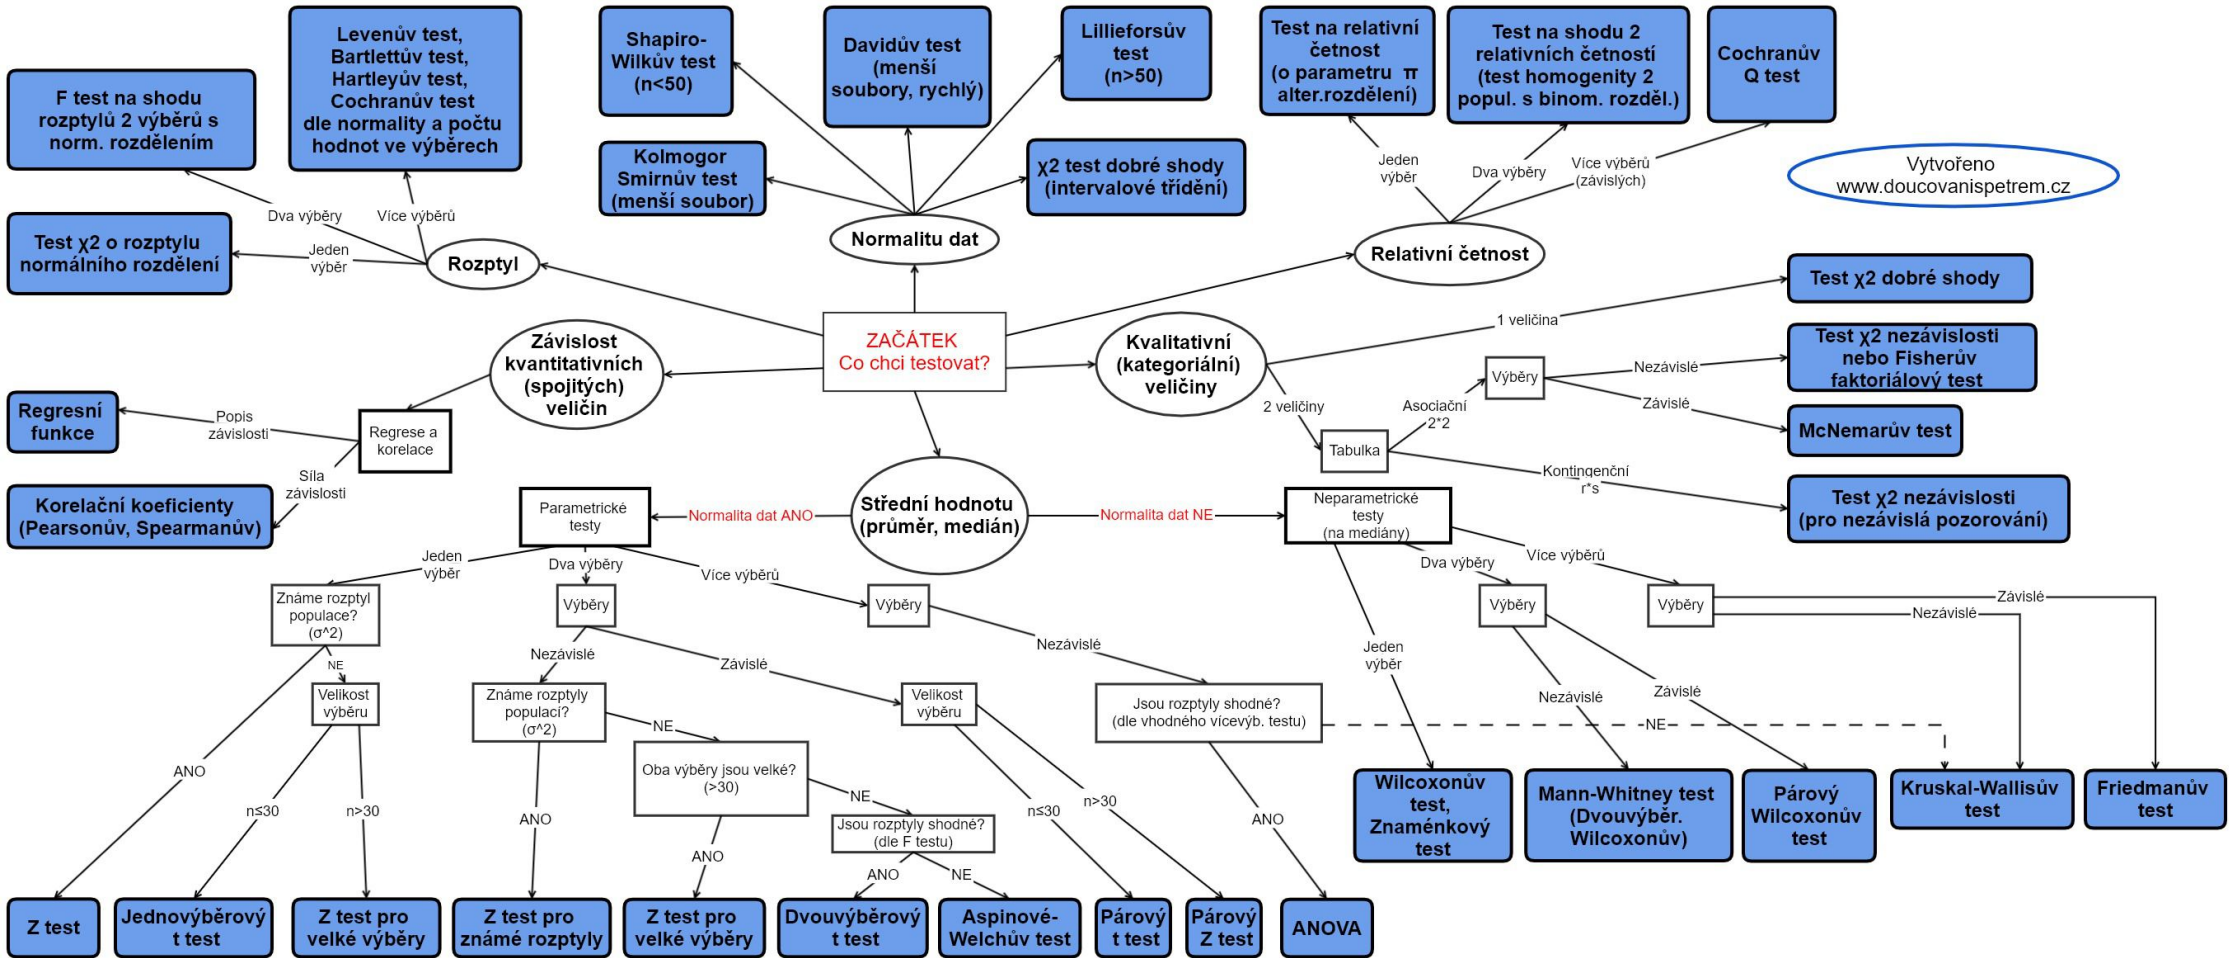 Levenův test,
Bartlettův test,
Hartleyův test,
Cochranův test
dle normality a počtu
hodnot ve výběrech
Shapiro-
Wilkův test
(n<50)
Davidův test
(menší
soubory, rychlý)
Lillieforsův
test
(n>50)
Test na relativní
četnost
(o parametru π
alter.rozdělení)
Test na shodu 2
relativních četností
(test homogenity 2
popul. s binom. rozděl.)
Cochranův
Q test
F test na shodu
rozptylů 2 výběrů s
norm. rozdělením
Kolmogor
Smirnův test
(menší soubor)
χ2 test dobré shody
(intervalové třídění)
Jeden
výběr
Dva výběry
Více výběrů
(závislých)
Vytvořeno
www.doucovanispetrem.cz
Dva výběry
Více výběrů
Test χ2 o rozptylu
normálního rozdělení
Jeden
výběr
Rozptyl
Normalitu dat
Relativní četnost
Test χ2 dobré shody
1 veličina
ZAČÁTEK
Co chci testovat?
Závislost
kvantitativních
(spojitých)
veličin
Kvalitativní
(kategoriální)
veličiny
Test χ2 nezávislosti
nebo Fisherův
faktoriálový test
Výběry
Nezávislé
Závislé
2 veličiny
Asociační
2*2
McNemarův test
Regresní
funkce
Popis
závislosti
Regrese a
korelace
Tabulka
Síla
závislosti
Kontingenční
r*s
Korelační koeficienty
(Pearsonův, Spearmanův)
Test χ2 nezávislosti
(pro nezávislá pozorování)
Parametrické
testy
Normalita dat ANO
Střední hodnotu
(průměr, medián)
Normalita dat NE
Neparametrické
testy
(na mediány)
Jeden
výběr
Dva výběry
Více výběrů
Dva výběry
Více výběrů
Známe rozptyl
populace?
(σ^2)
Výběry
Výběry
Výběry
Výběry
Závislé
Nezávislé
NE
Nezávislé
Závislé
Nezávislé
Jeden
výběr
Velikost
výběru
Známe rozptyly
populací?
(σ^2)
Velikost
výběru
Jsou rozptyly shodné?
(dle vhodného vícevýb. testu)
Nezávislé
Závislé
NE
NE
ANO
Oba výběry jsou velké?
(>30)
NE
Wilcoxonův
test,
Znaménkový
test
Mann-Whitney test
(Dvouvýběr.
Wilcoxonův)
Párový
Wilcoxonův
test
Kruskal-Wallisův
test
Friedmanův
test
n≤30
n>30
ANO
Jsou rozptyly shodné?
(dle F testu)
n≤30
n>30
ANO
ANO
ANO
NE
Z test
Jednovýběrový
t test
Z test pro
velké výběry
Z test pro
známé rozptyly
Z test pro
velké výběry
Dvouvýběrový
t test
Aspinové-
Welchův test
Párový
t test
Párový
Z test
ANOVA